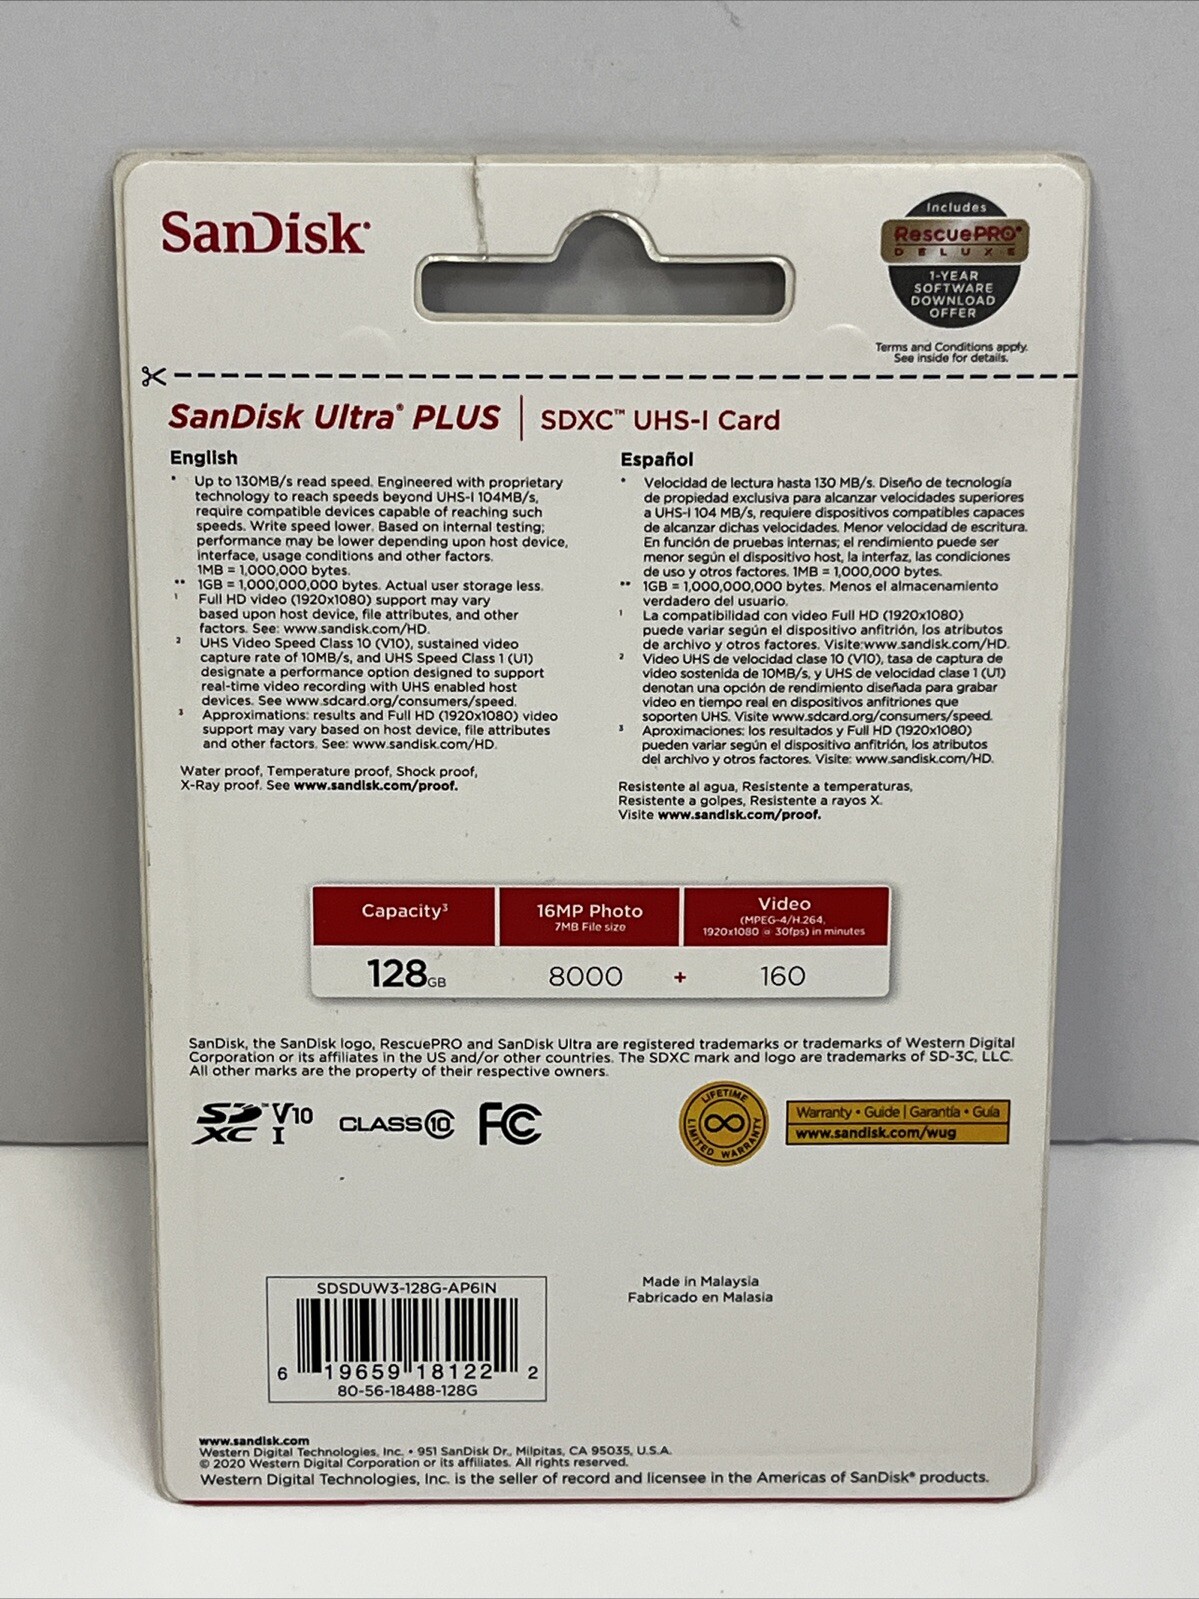 SanDisk®
Includes
RescuePRO®
DELUXE
1-YEAR
SOFTWARE
DOWNLOAD
OFFER
Terms and Conditions apply.
See inside for details.
SanDisk Ultra® PLUS | SDXC™ UHS-I Card
English
* Up to 130MB/s read speed. Engineered with proprietary
technology to reach speeds beyond UHS-I 104MB/s,
require compatible devices capable of reaching such
speeds. Write speed lower. Based on internal testing;
performance may be lower depending upon host device,
interface, usage conditions and other factors.
1MB = 1,000,000 bytes.
** 1GB = 1,000,000,000 bytes. Actual user storage less.
1 Full HD video (1920x1080) support may vary
based upon host device, file attributes, and other
factors. See: www.sandisk.com/HD.
2 UHS Video Speed Class 10 (V10), sustained video
capture rate of 10MB/s, and UHS Speed Class 1 (U1)
designate a performance option designed to support
real-time video recording with UHS enabled host
devices. See www.sdcard.org/consumers/speed.
3 Approximations: results and Full HD (1920x1080) video
support may vary based on host device, file attributes
and other factors. See: www.sandisk.com/HD.
Water proof, Temperature proof, Shock proof,
X-Ray proof. See www.sandisk.com/proof.
Español
* Velocidad de lectura hasta 130 MB/s. Diseño de tecnología
de propiedad exclusiva para alcanzar velocidades superiores
a UHS-I 104 MB/s, requiere dispositivos compatibles capaces
de alcanzar dichas velocidades. Menor velocidad de escritura.
En función de pruebas internas; el rendimiento puede ser
menor según el dispositivo host, la interfaz, las condiciones
de uso y otros factores. 1MB = 1,000,000 bytes.
** 1GB = 1,000,000,000 bytes. Menos el almacenamiento
verdadero del usuario.
1 La compatibilidad con video Full HD (1920x1080)
puede variar según el dispositivo anfitrión, los atributos
de archivo y otros factores. Visite:www.sandisk.com/HD.
2 Video UHS de velocidad clase 10 (V10), tasa de captura de
video sostenida de 10MB/s, y UHS de velocidad clase 1 (U1)
denotan una opción de rendimiento diseñada para grabar
video en tiempo real en dispositivos anfitriones que
soporten UHS. Visite www.sdcard.org/consumers/speed.
3 Aproximaciones: los resultados y Full HD (1920x1080)
pueden variar según el dispositivo anfitrión, los atributos
del archivo y otros factores. Visite: www.sandisk.com/HD.
Resistente al agua, Resistente a temperaturas,
Resistente a golpes, Resistente a rayos X.
Visite www.sandisk.com/proof.
Capacity3
16MP Photo
7MB File size
Video
(MPEG-4/H.264,
1920x1080 @ 30fps) in minutes
128GB 8000 + 160
SanDisk, the SanDisk logo, RescuePRO and SanDisk Ultra are registered trademarks or trademarks of Western Digital
Corporation or its affiliates in the US and/or other countries. The SDXC mark and logo are trademarks of SD-3C, LLC.
All other marks are the property of their respective owners.
SD XC™ I V10 CLASS 10 FC
LIFETIME
LIMITED WARRANTY
Warranty • Guide | Garantía • Guía
www.sandisk.com/wug
SDSDUW3-128G-AP6IN
6 19659 18122 2
80-56-18488-128G
Made in Malaysia
Fabricado en Malasia
www.sandisk.com
Western Digital Technologies, Inc. • 951 SanDisk Dr., Milpitas, CA 95035, U.S.A.
© 2020 Western Digital Corporation or its affiliates. All rights reserved.
Western Digital Technologies, Inc. is the seller of record and licensee in the Americas of SanDisk® products.